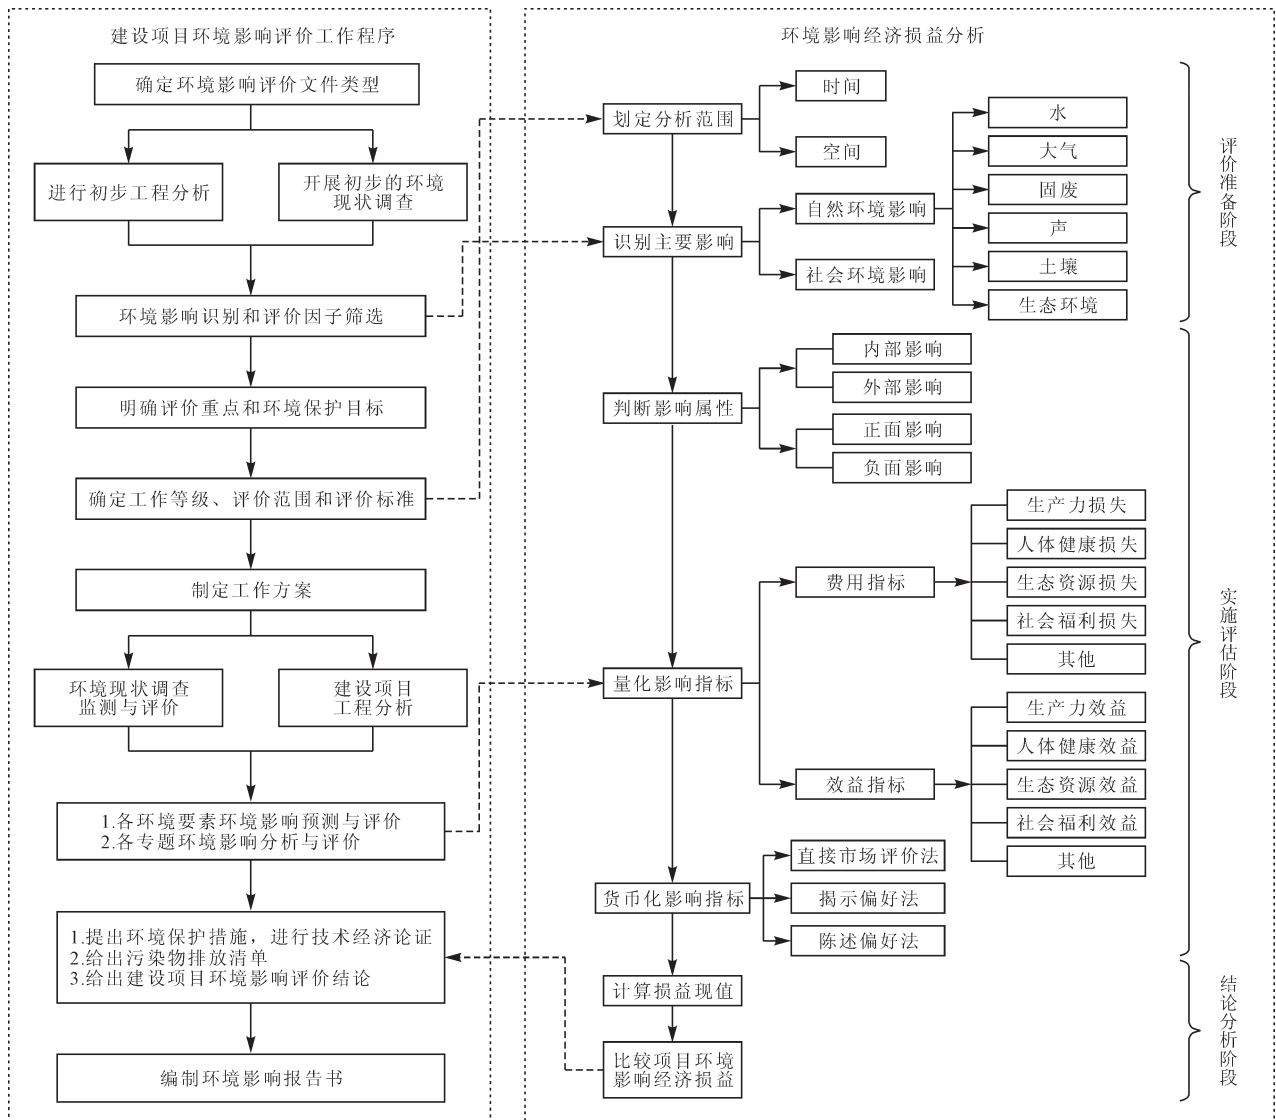 建设项目环境影响评价工作程序
确定环境影响评价文件类型
进行初步工程分析
开展初步的环境
现状调查
环境影响识别和评价因子筛选
明确评价重点和环境保护目标
确定工作等级、评价范围和评价标准
制定工作方案
环境现状调查
监测与评价
建设项目
工程分析
1.各环境要素环境影响预测与评价
2.各专题环境影响分析与评价
1.提出环境保护措施，进行技术经济论证
2.给出污染物排放清单
3.给出建设项目环境影响评价结论
编制环境影响报告书
环境影响经济损益分析
划定分析范围
时间
空间
识别主要影响
自然环境影响
社会环境影响
水
大气
固废
声
土壤
生态环境
判断影响属性
内部影响
外部影响
正面影响
负面影响
量化影响指标
费用指标
生产力损失
人体健康损失
生态资源损失
社会福利损失
其他
效益指标
生产力效益
人体健康效益
生态资源效益
社会福利效益
其他
货币化影响指标
直接市场评价法
揭示偏好法
陈述偏好法
计算损益现值
比较项目环境
影响经济损益
评价准备阶段
实施评估阶段
结论分析阶段